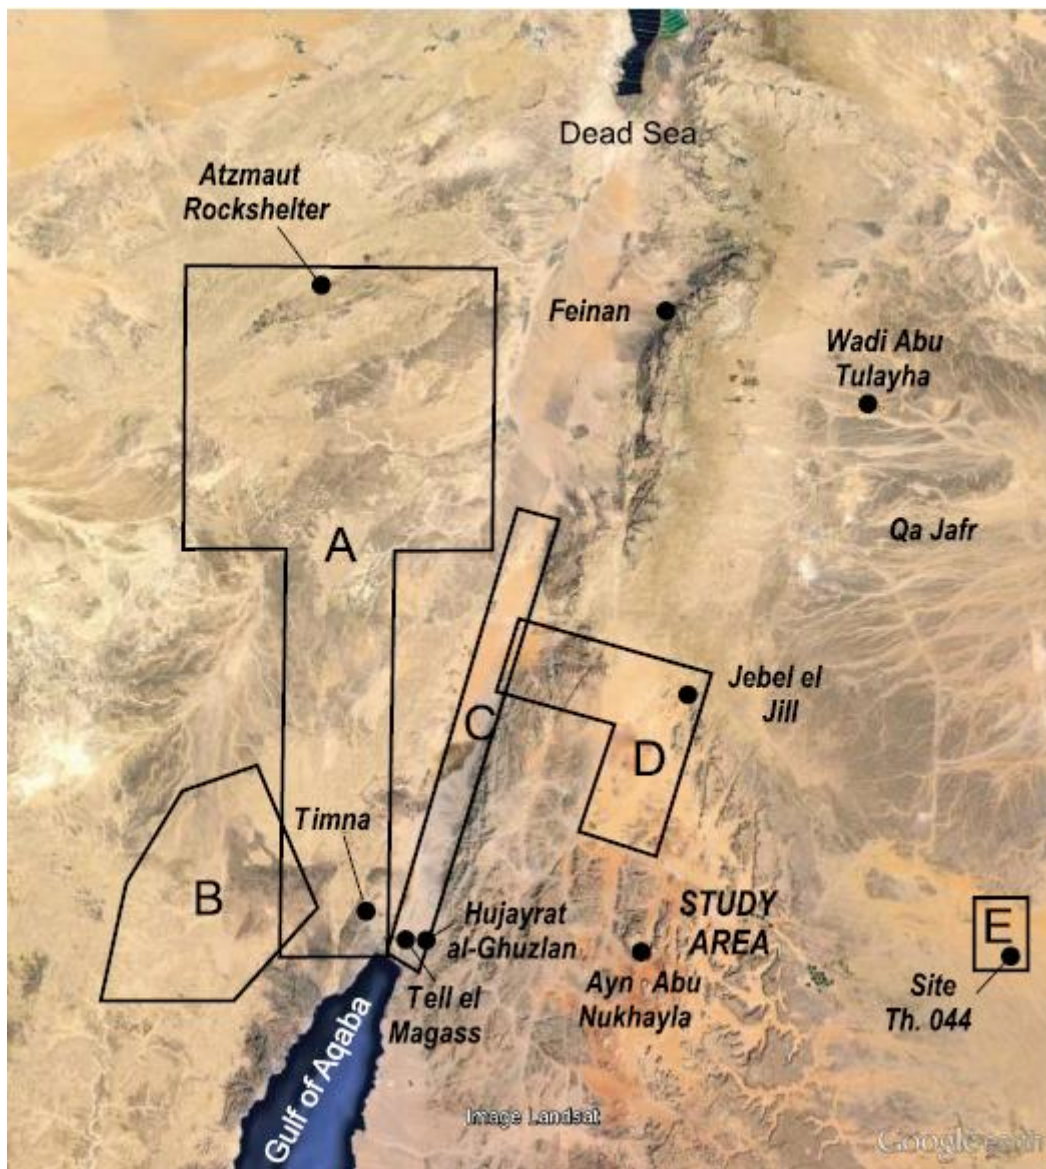 Dead Sea
Atzmaut
Rockshelter
Feinan
Wadi Abu
Tulayha
A
Qa Jafr
Jebel el
Jill
C
D
Timna
B
STUDY
AREA
E
Hujayrat
al-Ghuzlan
Tell el
Magass
Ayn Abu
Nukhayla
Site
Th. 044
Gulf of Aqaba
Image Landsat
Google earth